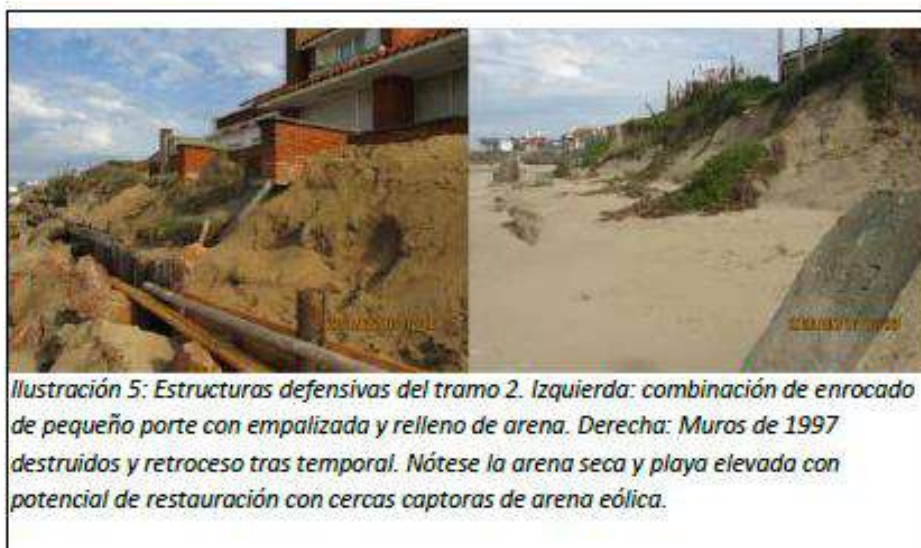 Ilustración 5: Estructuras defensivas del tramo 2. Izquierda: combinación de enrocado
de pequeño porte con empalizada y relleno de arena. Derecha: Muros de 1997
destruidos y retroceso tras temporal. Nótese la arena seca y playa elevada con
potencial de restauración con cercas captoras de arena eólica.